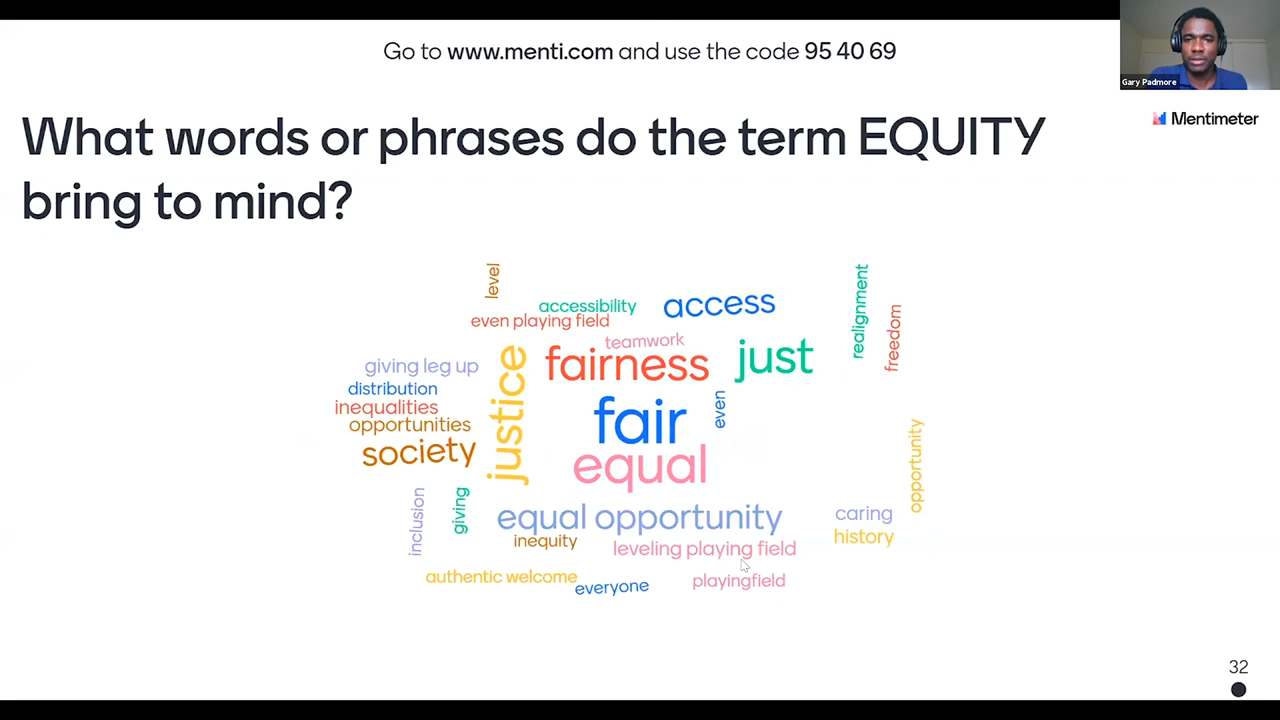 Go to www.menti.com and use the code 95 40 69
Gary Padmore
Mentimeter
What words or phrases do the term EQUITY
bring to mind?
level
accessibility
access
even playing field
realignment
freedom
teamwork
giving leg up
justice
fairness
just
distribution
inequalities
opportunities
society
fair
even
equal
opportunity
inclusion
giving
equal opportunity
caring
inequity
leveling playing field
history
authentic welcome
everyone
playingfield
32